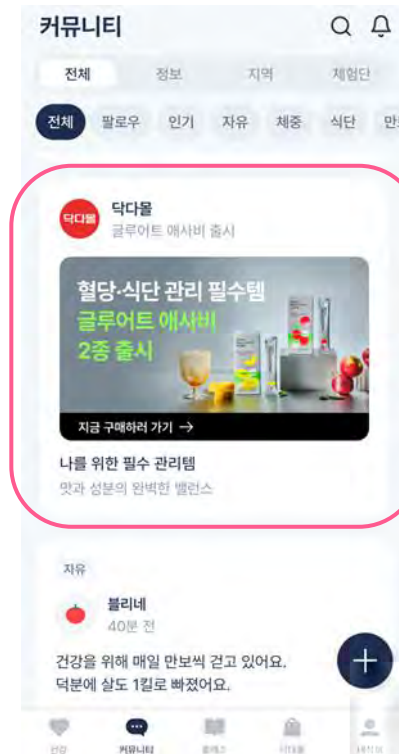 커뮤니티
전체 정보 지역 체험단
전체 팔로우 인기 자유 체중 식단
닥다몰
닥다몰
글루어트 애사비 출시
혈당·식단 관리 필수템
글루어트 애사비
2종 출시
지금 구매하러 가기 →
나를 위한 필수 관리템
맛과 성분의 완벽한 밸런스
자유
블리네
40분 전
건강을 위해 매일 만보씩 걷고 있어요.
덕분에 살도 1킬로 빠졌어요.
건강 커뮤니티